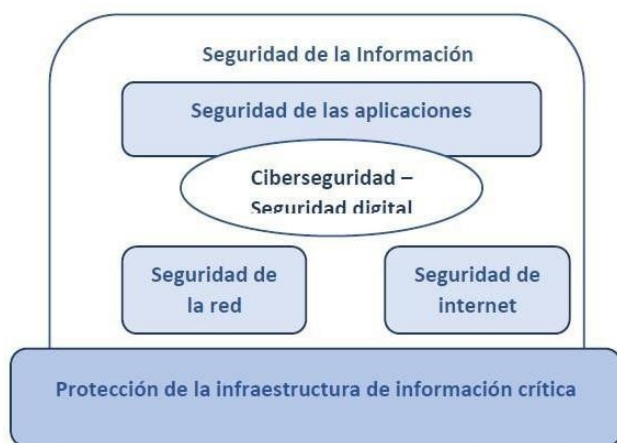 Seguridad de la Información
Seguridad de las aplicaciones
Ciberseguridad –
Seguridad digital
Seguridad de
la red
Seguridad de
internet
Protección de la infraestructura de información crítica